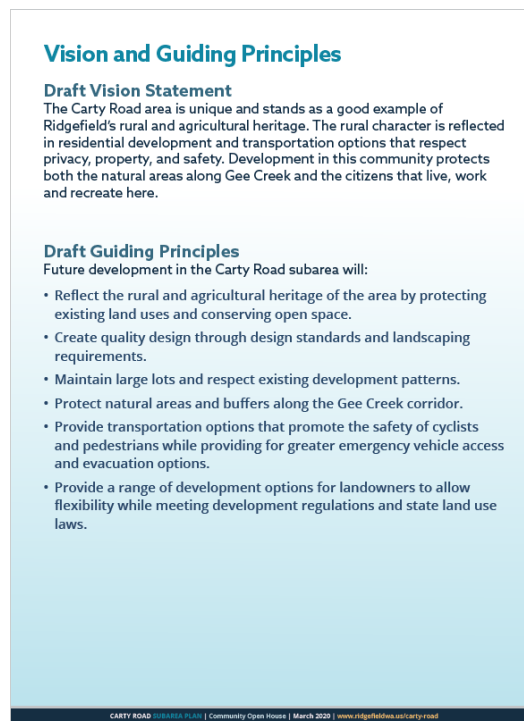 Vision and Guiding Principles
Draft Vision Statement
The Carty Road area is unique and stands as a good example of
Ridgefield's rural and agricultural heritage. The rural character is reflected
in residential development and transportation options that respect
privacy, property, and safety. Development in this community protects
both the natural areas along Gee Creek and the citizens that live, work
and recreate here.
Draft Guiding Principles
Future development in the Carty Road subarea will:
• Reflect the rural and agricultural heritage of the area by protecting
existing land uses and conserving open space.
• Create quality design through design standards and landscaping
requirements.
• Maintain large lots and respect existing development patterns.
• Protect natural areas and buffers along the Gee Creek corridor.
• Provide transportation options that promote the safety of cyclists
and pedestrians while providing for greater emergency vehicle access
and evacuation options.
• Provide a range of development options for landowners to allow
flexibility while meeting development regulations and state land use
laws.
CARTY ROAD SUBAREA PLAN | Community Open House | March 2020 | www.ridgefieldwa.us/carty-road